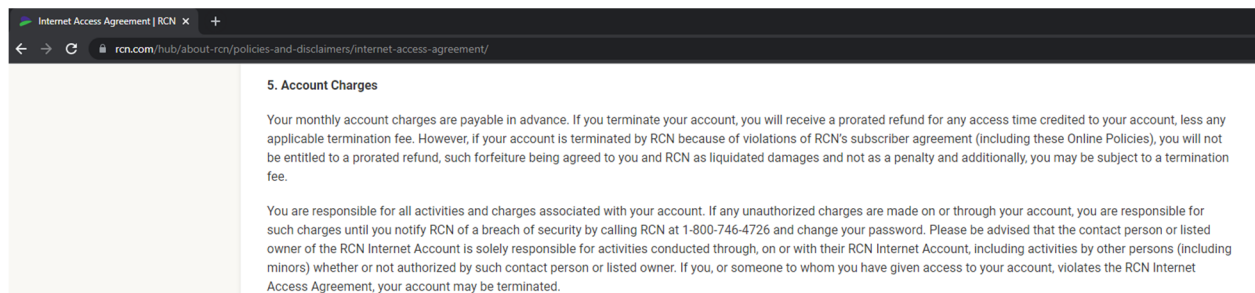 Internet Access Agreement | RCN
rcn.com/hub/about-rcn/policies-and-disclaimers/internet-access-agreement/
5. Account Charges
Your monthly account charges are payable in advance. If you terminate your account, you will receive a prorated refund for any access time credited to your account, less any
applicable termination fee. However, if your account is terminated by RCN because of violations of RCN's subscriber agreement (including these Online Policies), you will not
be entitled to a prorated refund, such forfeiture being agreed to you and RCN as liquidated damages and not as a penalty and additionally, you may be subject to a termination
fee.
You are responsible for all activities and charges associated with your account. If any unauthorized charges are made on or through your account, you are responsible for
such charges until you notify RCN of a breach of security by calling RCN at 1-800-746-4726 and change your password. Please be advised that the contact person or listed
owner of the RCN Internet Account is solely responsible for activities conducted through, on or with their RCN Internet Account, including activities by other persons (including
minors) whether or not authorized by such contact person or listed owner. If you, or someone to whom you have given access to your account, violates the RCN Internet
Access Agreement, your account may be terminated.